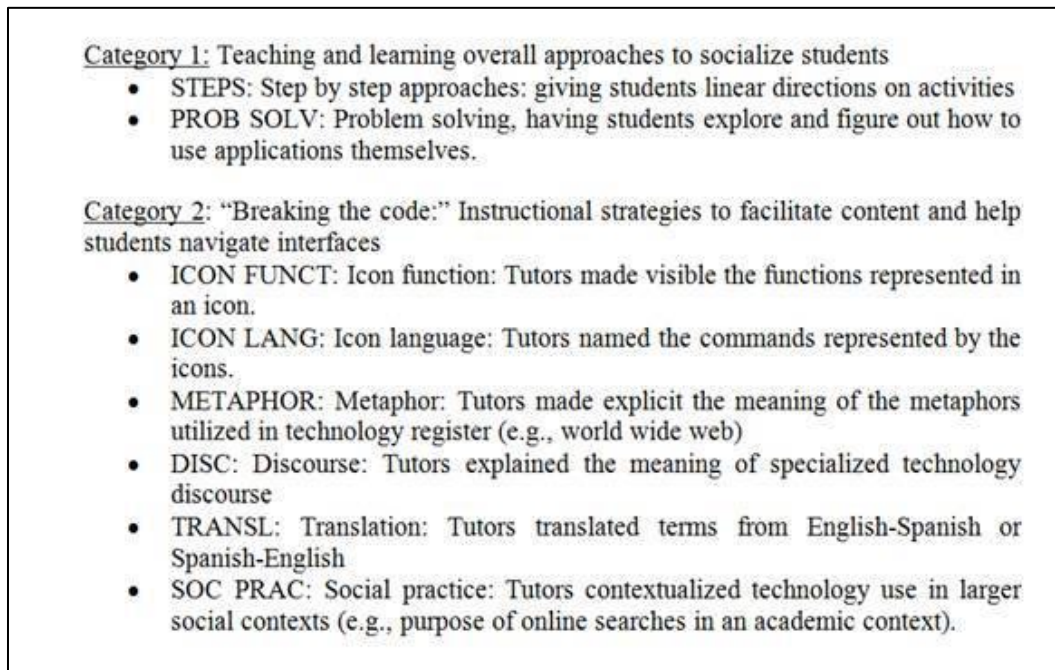 Category 1: Teaching and learning overall approaches to socialize students
• STEPS: Step by step approaches: giving students linear directions on activities
• PROB SOLV: Problem solving, having students explore and figure out how to
use applications themselves.
Category 2: “Breaking the code:” Instructional strategies to facilitate content and help
students navigate interfaces
• ICON FUNCT: Icon function: Tutors made visible the functions represented in
an icon.
• ICON LANG: Icon language: Tutors named the commands represented by the
icons.
• METAPHOR: Metaphor: Tutors made explicit the meaning of the metaphors
utilized in technology register (e.g., world wide web)
• DISC: Discourse: Tutors explained the meaning of specialized technology
discourse
• TRANSL: Translation: Tutors translated terms from English-Spanish or
Spanish-English
• SOC PRAC: Social practice: Tutors contextualized technology use in larger
social contexts (e.g., purpose of online searches in an academic context).